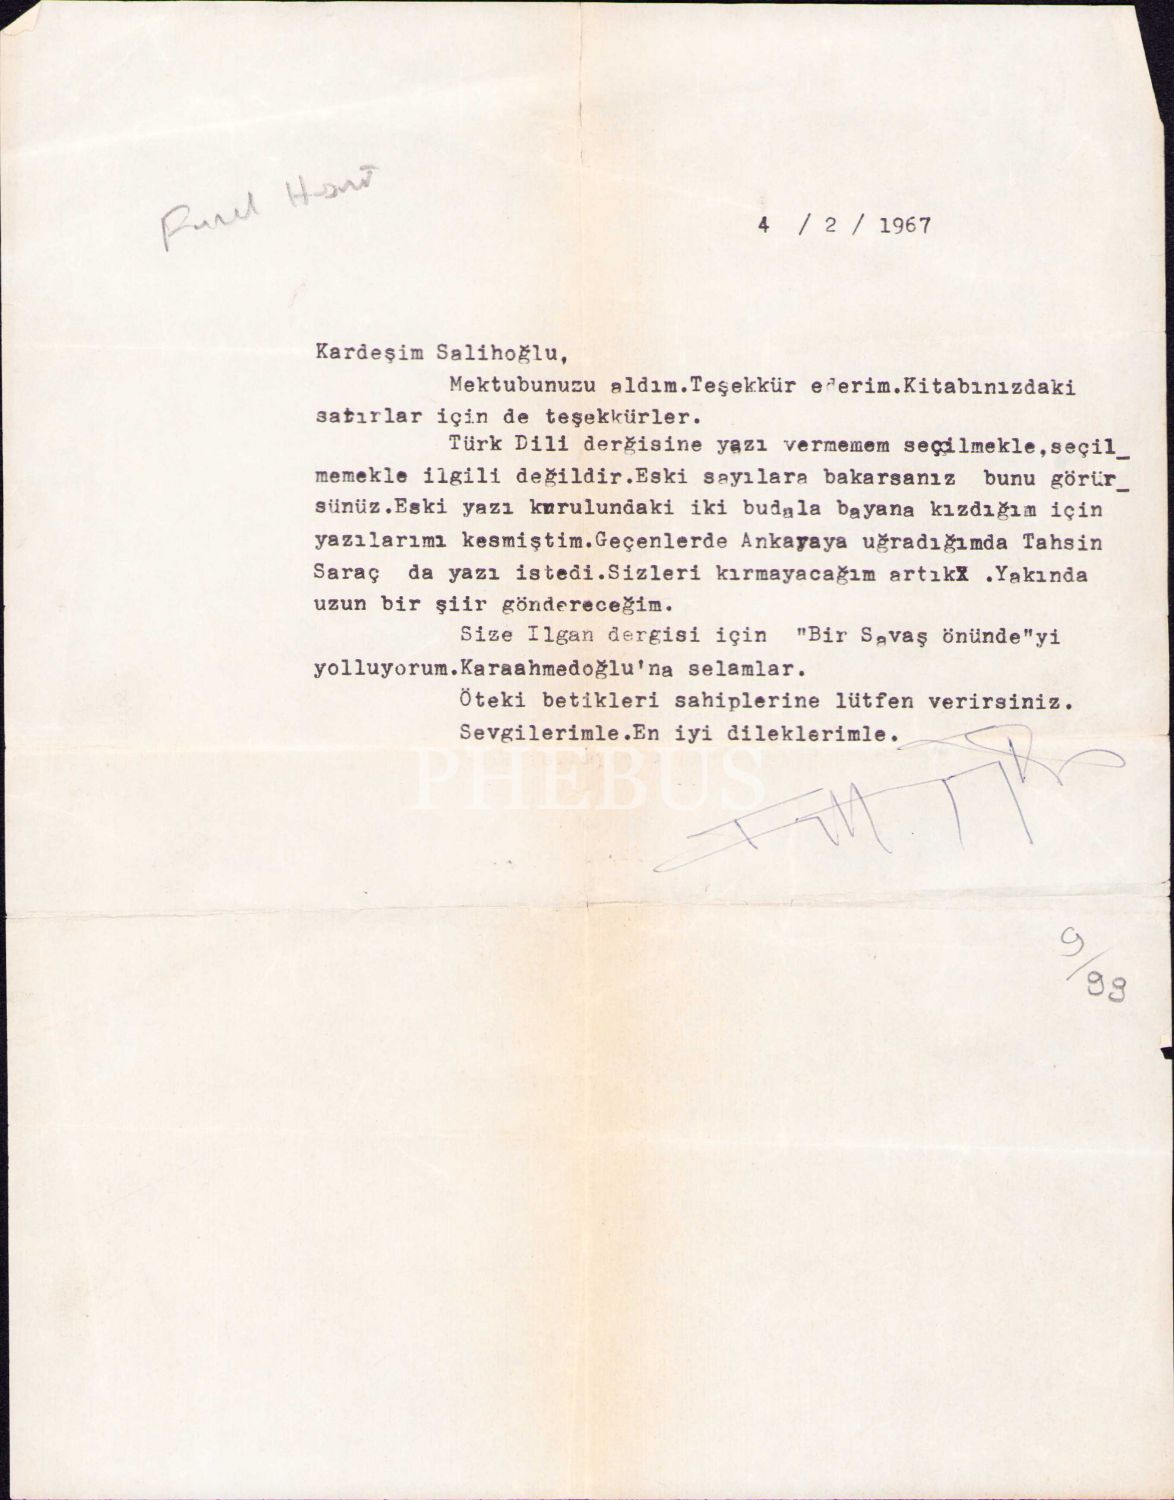 4 / 2 / 1967
Kardeşim Salihoğlu,
Mektubunuzu aldım.Teşekkür ederim.Kitabınızdaki
satırlar için de teşekkürler.
Türk Dili dergisine yazı vermemem seçilmekle,seçil_
memekle ilgili değildir.Eski sayılara bakarsanız bunu görür_
sünüz.Eski yazı kurulundaki iki budala bayana kızdığım için
yazılarımı kesmiştim.Geçenlerde Ankaraya uğradığımda Tahsin
Saraç da yazı istedi.Sizleri kırmayacağım artıkX .Yakında
uzun bir şiir göndereceğim.
Size Ilgan dergisi için "Bir Savaş önünde"yi
yolluyorum.Karaahmedoğlu'na selamlar.
Öteki betikleri sahiplerine lütfen verirsiniz.
Sevgilerimle.En iyi dileklerimle.
PHEBUS
9/99